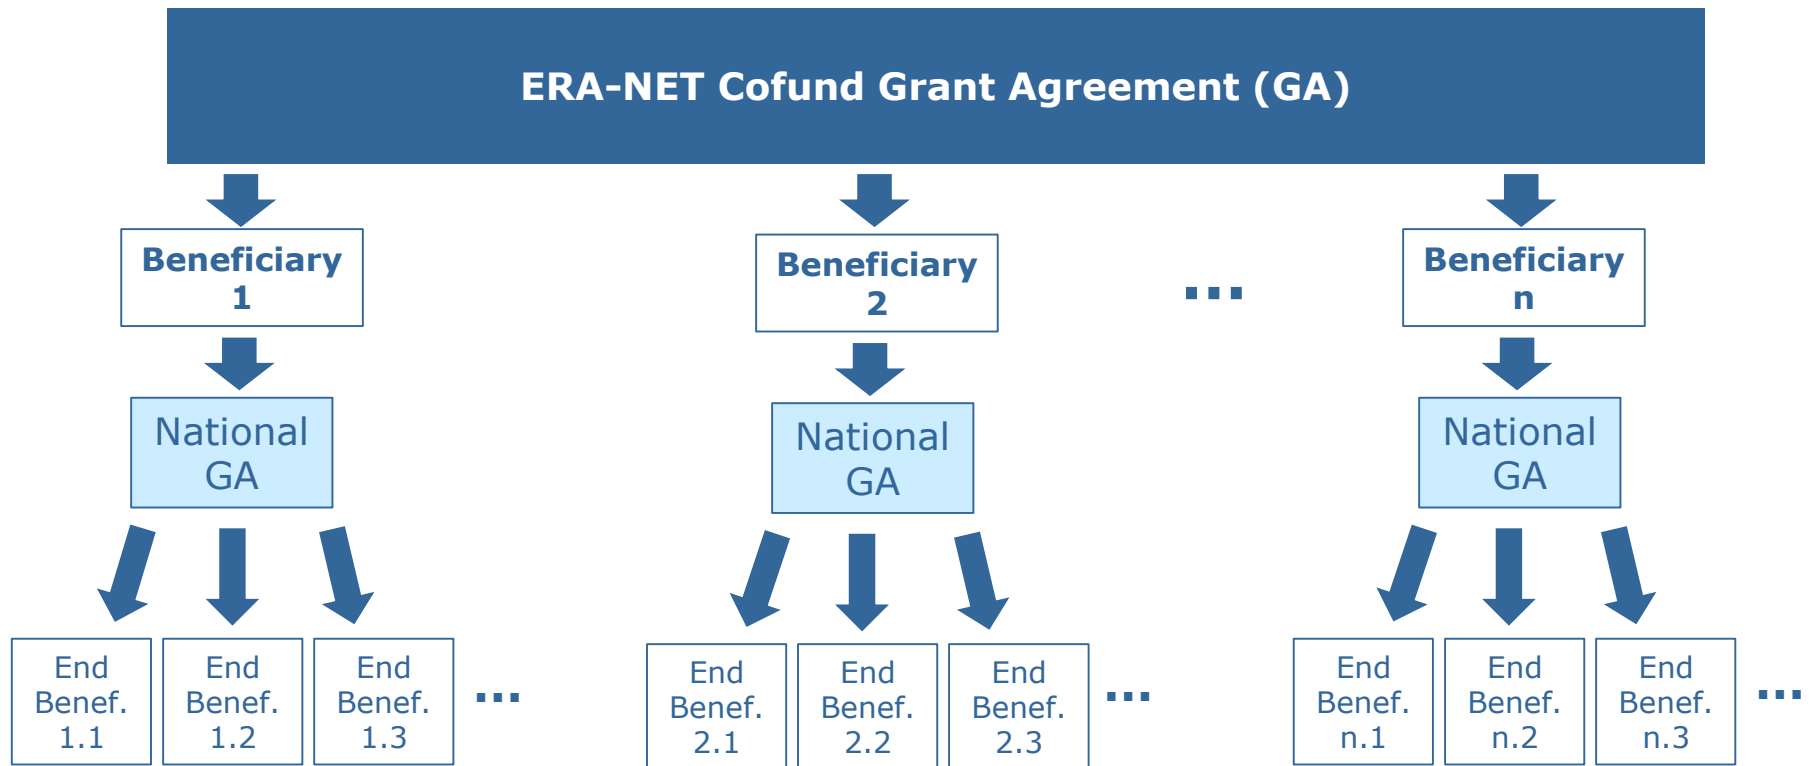 ERA-NET Cofund Grant Agreement (GA)
Beneficiary
1
Beneficiary
2
...
Beneficiary
n
National
GA
National
GA
National
GA
End
Benef.
1.1
End
Benef.
1.2
End
Benef.
1.3
...
End
Benef.
2.1
End
Benef.
2.2
End
Benef.
2.3
...
End
Benef.
n.1
End
Benef.
n.2
End
Benef.
n.3
...